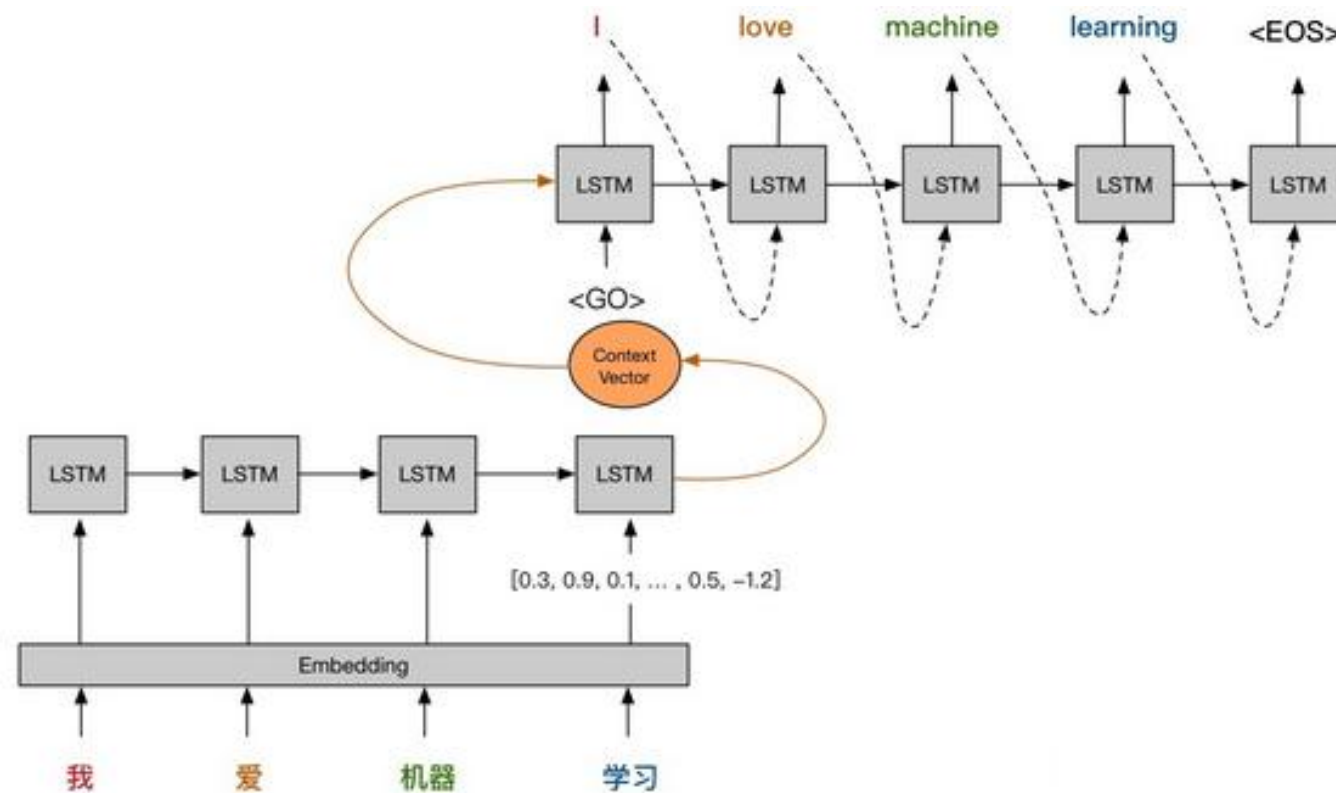 I love machine learning <EOS>
LSTM LSTM LSTM LSTM LSTM
<GO>
Context
Vector
LSTM LSTM LSTM LSTM
[0.3, 0.9, 0.1, ... , 0.5, −1.2]
Embedding
我 爱 机器 学习